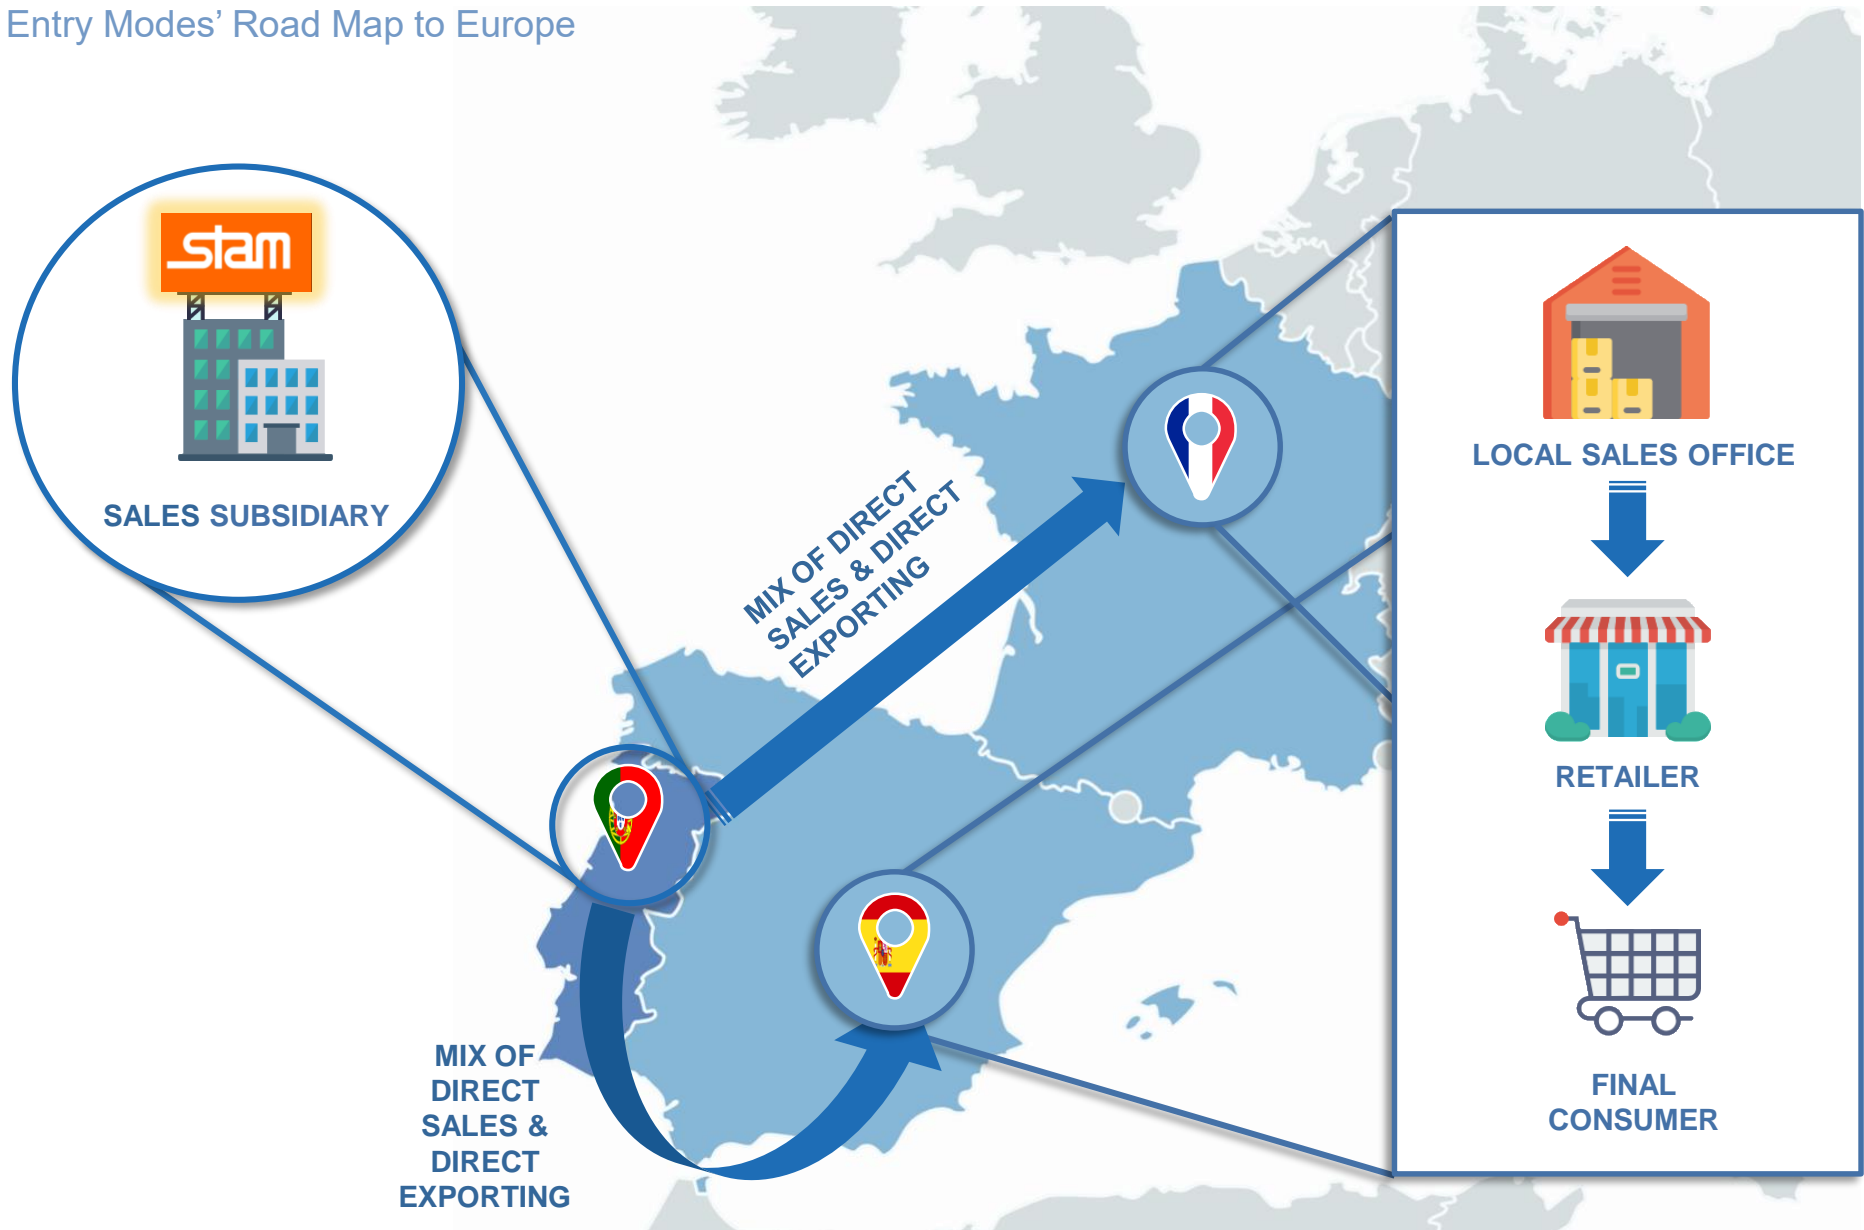 Entry Modes’ Road Map to Europe
stam
SALES SUBSIDIARY
MIX OF DIRECT
SALES & DIRECT
EXPORTING
MIX OF
DIRECT
SALES &
DIRECT
EXPORTING
LOCAL SALES OFFICE
RETAILER
FINAL
CONSUMER